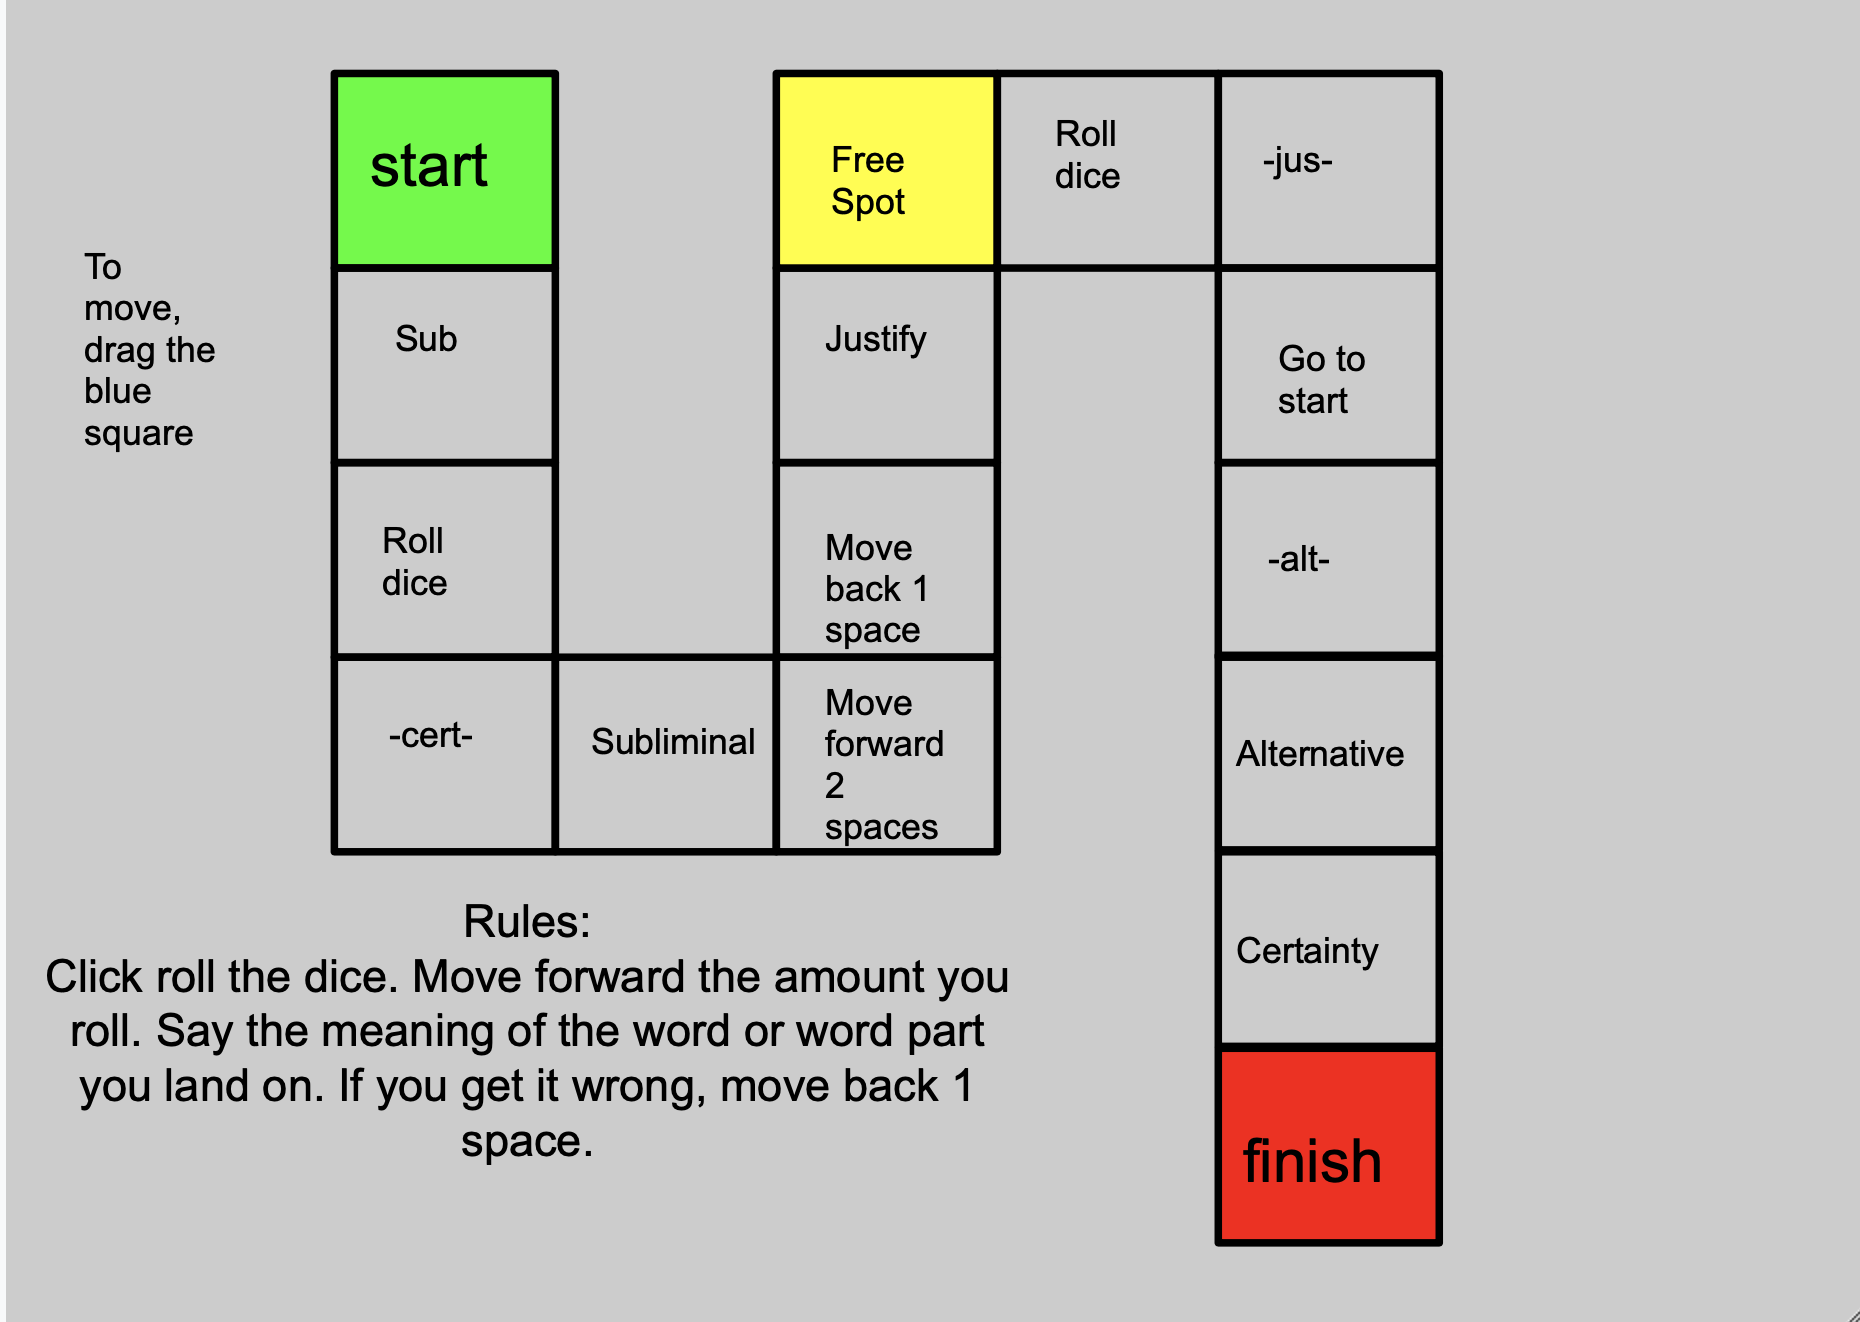 start
Free
Spot
Roll
dice
-jus-
To
move,
drag the
blue
square
Sub
Justify
Go to
start
Roll
dice
Move
back 1
space
-alt-
-cert-
Subliminal
Move
forward
2
spaces
Alternative
Certainty
finish
Rules:
Click roll the dice. Move forward the amount you
roll. Say the meaning of the word or word part
you land on. If you get it wrong, move back 1
space.